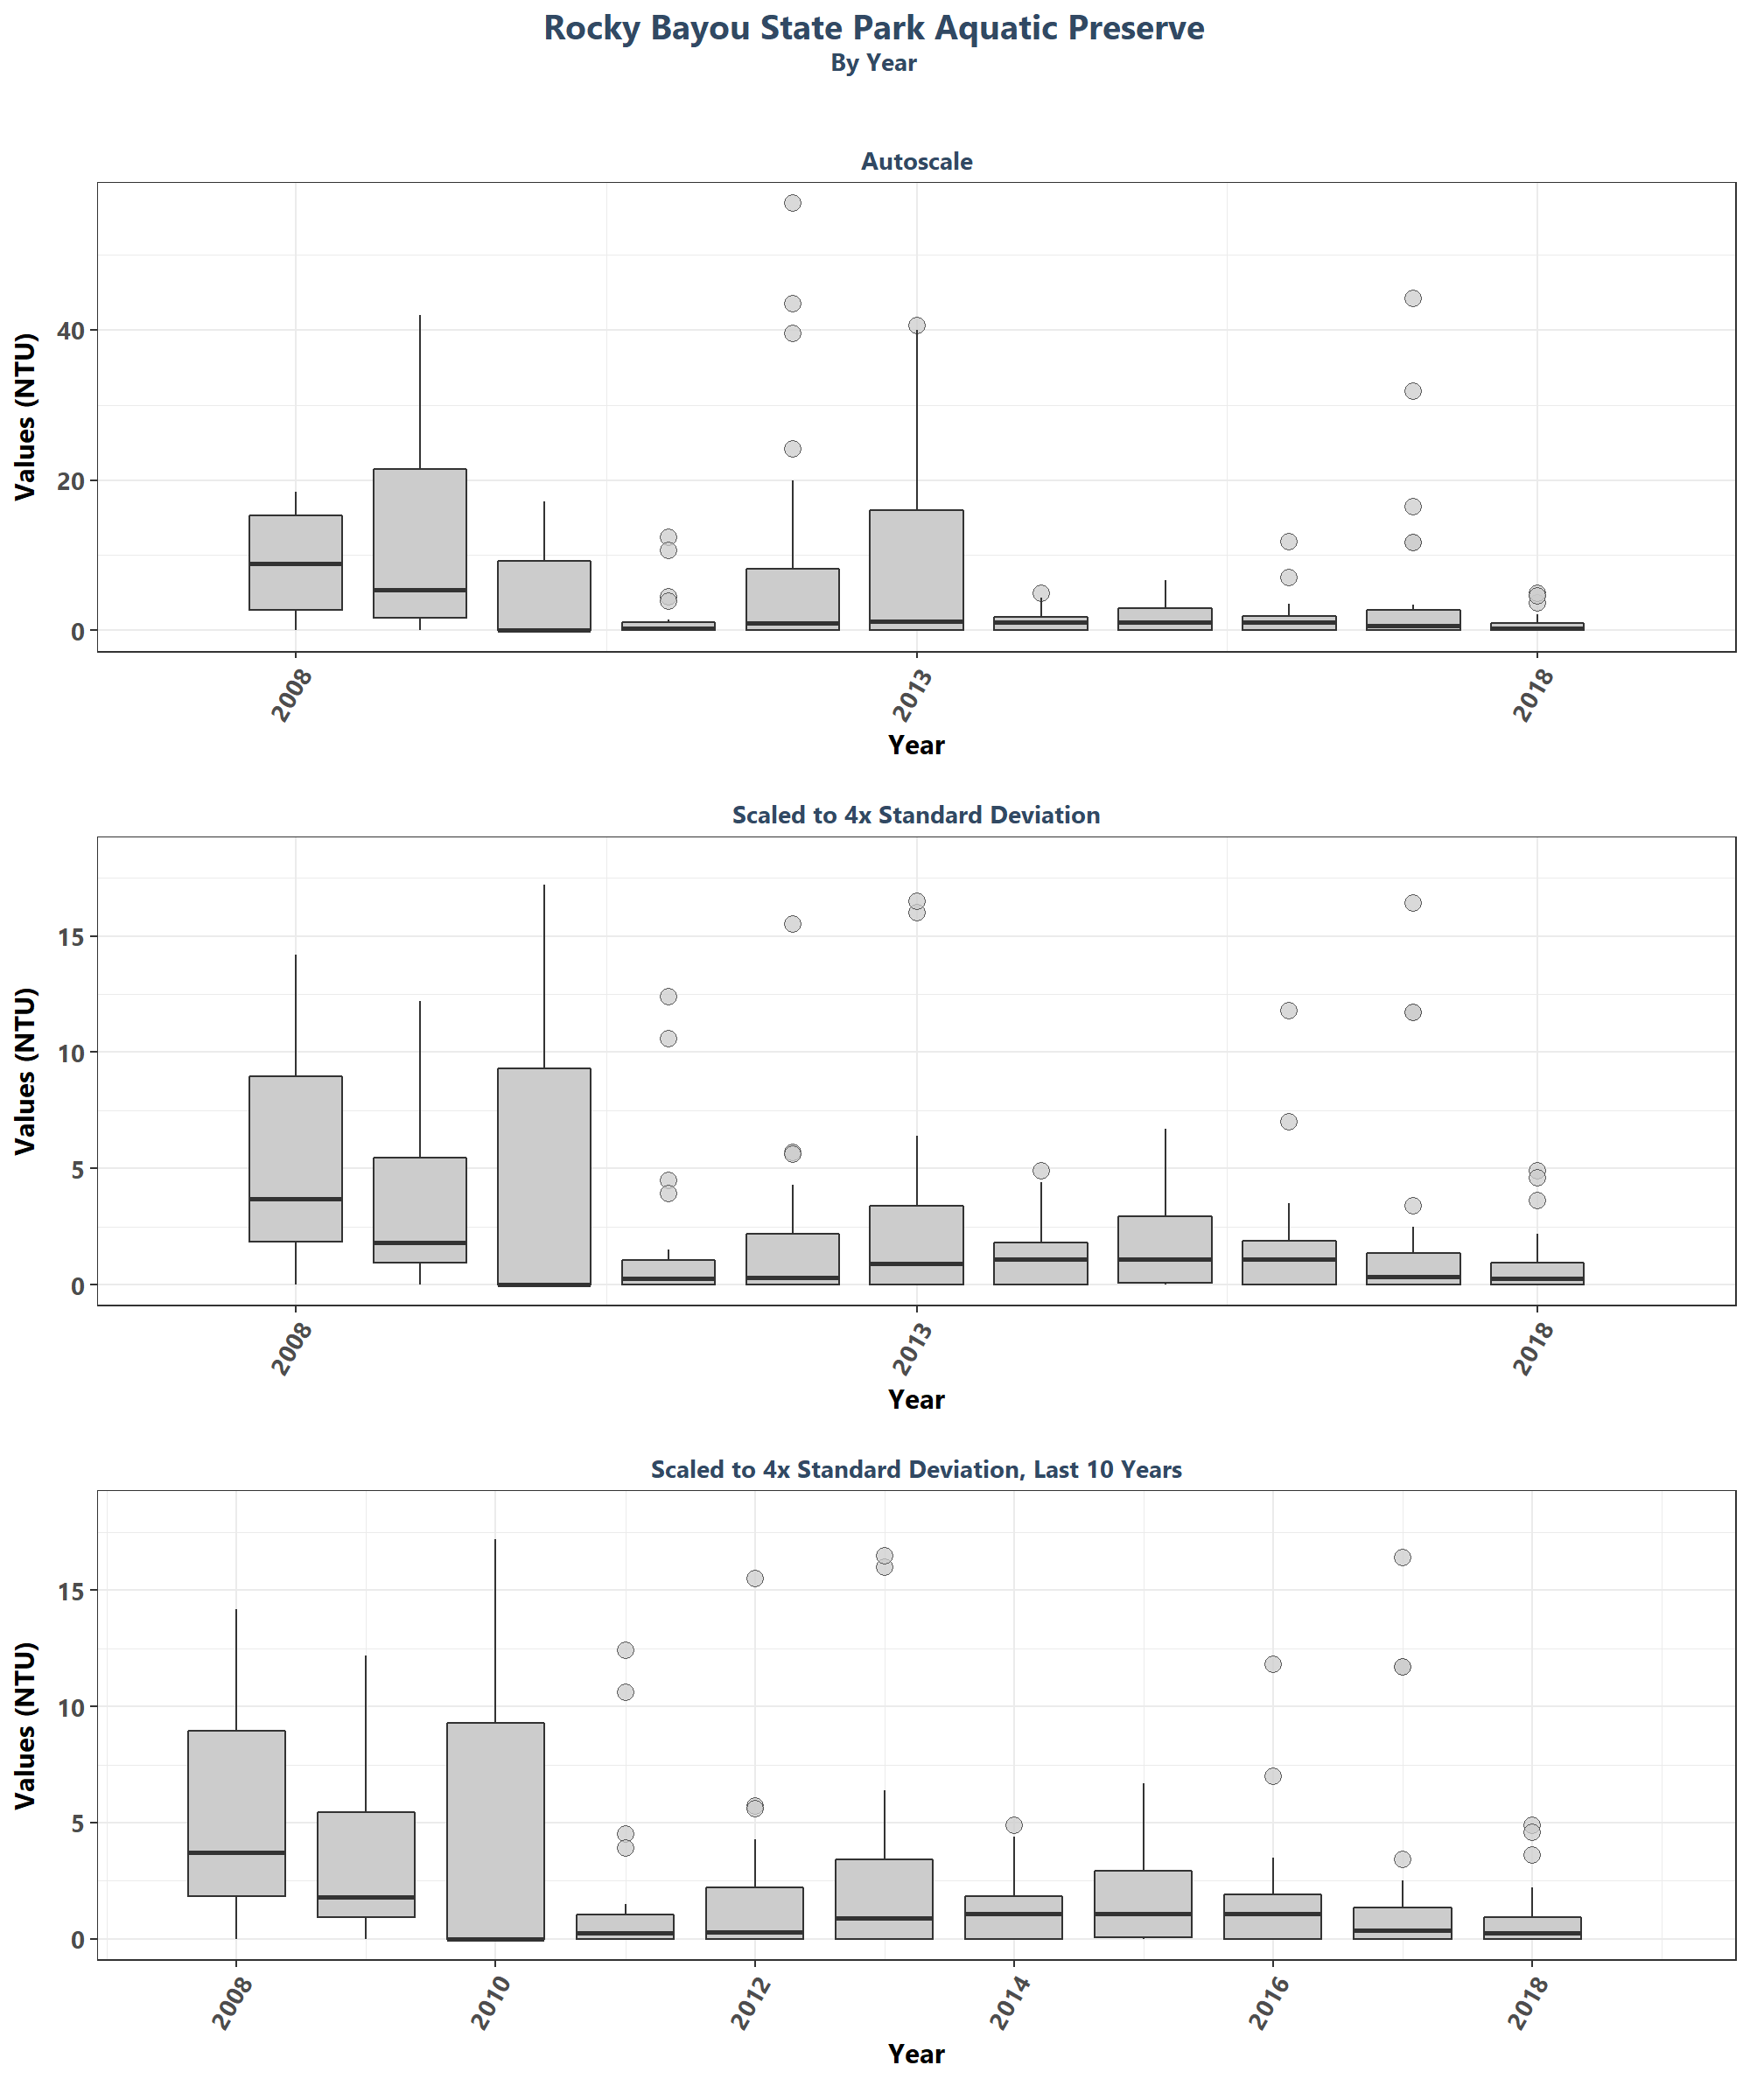 Rocky Bayou State Park Aquatic Preserve
By Year
Autoscale
Values (NTU)
40
20
0
2008
2013
2018
Year
Scaled to 4x Standard Deviation
Values (NTU)
15
10
5
0
2008
2013
2018
Year
Scaled to 4x Standard Deviation, Last 10 Years
Values (NTU)
15
10
5
0
2008
2010
2012
2014
2016
2018
Year